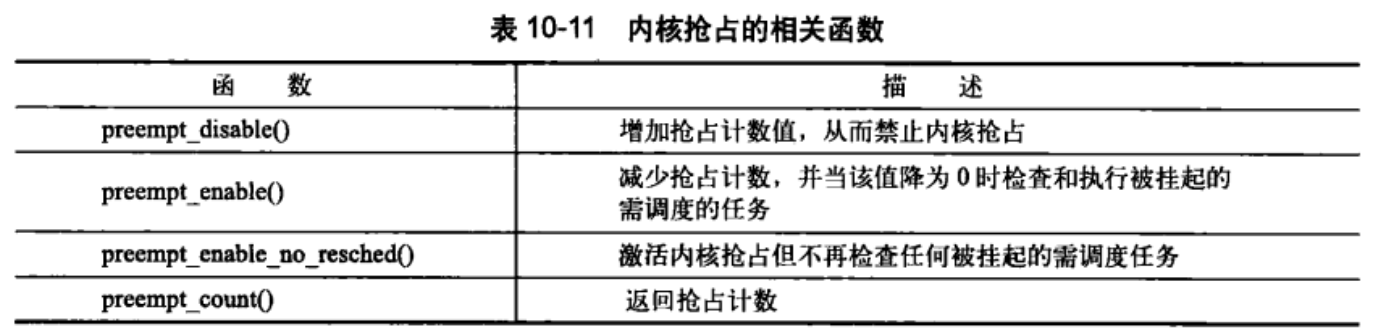 表 10-11 内核抢占的相关函数
函 数 描 述
preempt_disable() 增加抢占计数值，从而禁止内核抢占
preempt_enable() 减少抢占计数，并当该值降为 0 时检查和执行被挂起的
需调度的任务
preempt_enable_no_resched() 激活内核抢占但不再检查任何被挂起的需调度任务
preempt_count() 返回抢占计数